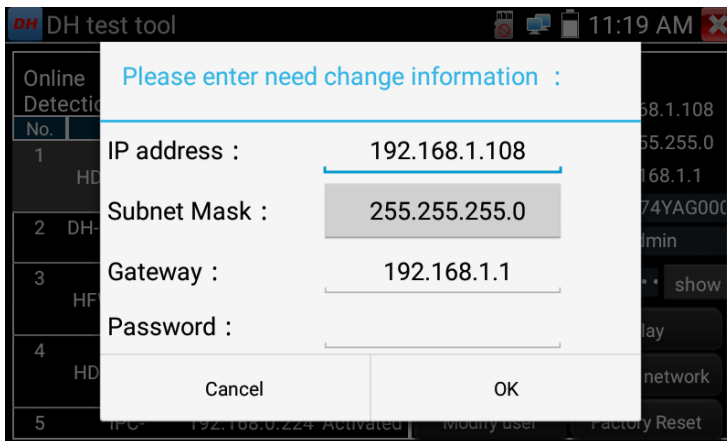 DH DH test tool 11:19 AM
Online
Detectio
No.
Please enter need change information :
IP address : 192.168.1.108
Subnet Mask : 255.255.255.0
Gateway : 192.168.1.1
Password :
Cancel OK
68.1.108
55.255.0
168.1.1
74YAG000
dmin
show
lay
network
1
HD
2 DH-
3
HF
4
HD
5 IPC- 192.168.0.224 Activated Modify user Factory Reset